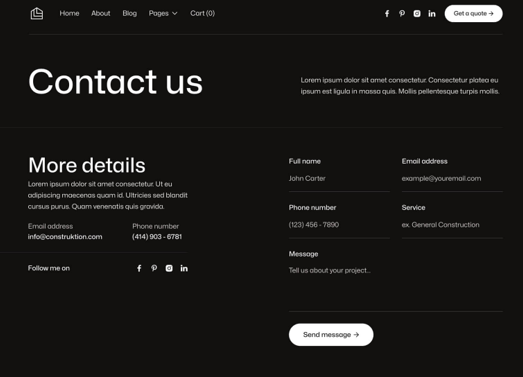 Home About Blog Pages Cart (0) Get a quote →
Contact us
Lorem ipsum dolor sit amet consectetur. Consectetur platea eu
ipsum est ligula in massa quis. Mollis pellentesque turpis mollis.
More details
Lorem ipsum dolor sit amet consectetur. Ut eu
adipiscing maecenas quam id. Ultricies sed blandit
cursus purus. Quam venenatis quis gravida.
Email address Phone number
info@construktion.com (414) 903 - 6781
Follow me on
Full name Email address
John Carter example@youremail.com
Phone number Service
(123) 456 - 7890 ex. General Construction
Message
Tell us about your project...
Send message →